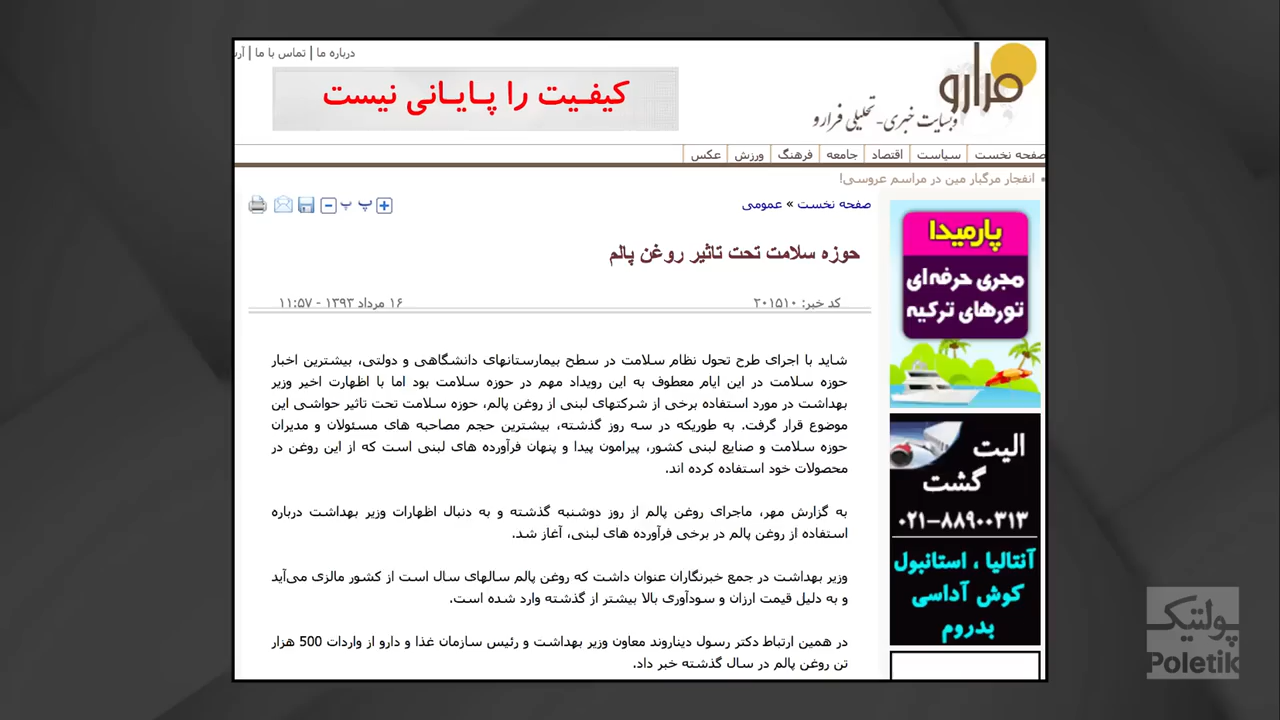 درباره ما | تماس با ما |
کیفیت را پایانی نیست
فرارو
وبسایت خبری-تحلیلی فرارو
صفحه نخست | سیاست | اقتصاد | جامعه | فرهنگ | ورزش | عکس
انفجار مرگبار مین در مراسم عروسی!
صفحه نخست » عمومی
پ پ
حوزه سلامت تحت تاثیر روغن پالم
کد خبر: ۲۰۱۵۱۰
۱۶ مرداد ۱۳۹۳ - ۱۱:۵۷
شاید با اجرای طرح تحول نظام سلامت در سطح بیمارستانهای دانشگاهی و دولتی، بیشترین اخبار
حوزه سلامت در این ایام معطوف به این رویداد مهم در حوزه سلامت بود اما با اظهارت اخیر وزیر
بهداشت در مورد استفاده برخی از شرکتهای لبنی از روغن پالم، حوزه سلامت تحت تاثیر حواشی این
موضوع قرار گرفت. به طوریکه در سه روز گذشته، بیشترین حجم مصاحبه های مسئولان و مدیران
حوزه سلامت و صنایع لبنی کشور، پیرامون پیدا و پنهان فرآورده های لبنی است که از این روغن در
محصولات خود استفاده کرده اند.
به گزارش مهر، ماجرای روغن پالم از روز دوشنبه گذشته و به دنبال اظهارات وزیر بهداشت درباره
استفاده از روغن پالم در برخی فرآورده های لبنی، آغاز شد.
وزیر بهداشت در جمع خبرنگاران عنوان داشت که روغن پالم سالهای سال است از کشور مالزی می‌آید
و به دلیل قیمت ارزان و سودآوری بالا بیشتر از گذشته وارد شده است.
در همین ارتباط دکتر رسول دیناروند معاون وزیر بهداشت و رئیس سازمان غذا و دارو از واردات 500 هزار
تن روغن پالم در سال گذشته خبر داد.
پارمیدا
مجری حرفه ای
تورهای ترکیه
الیت
گشت
۰۲۱-۸۸۹۰۰۳۱۳
آنتالیا ، استانبول
کوش آداسی
بدروم
پولتیک
Poletik